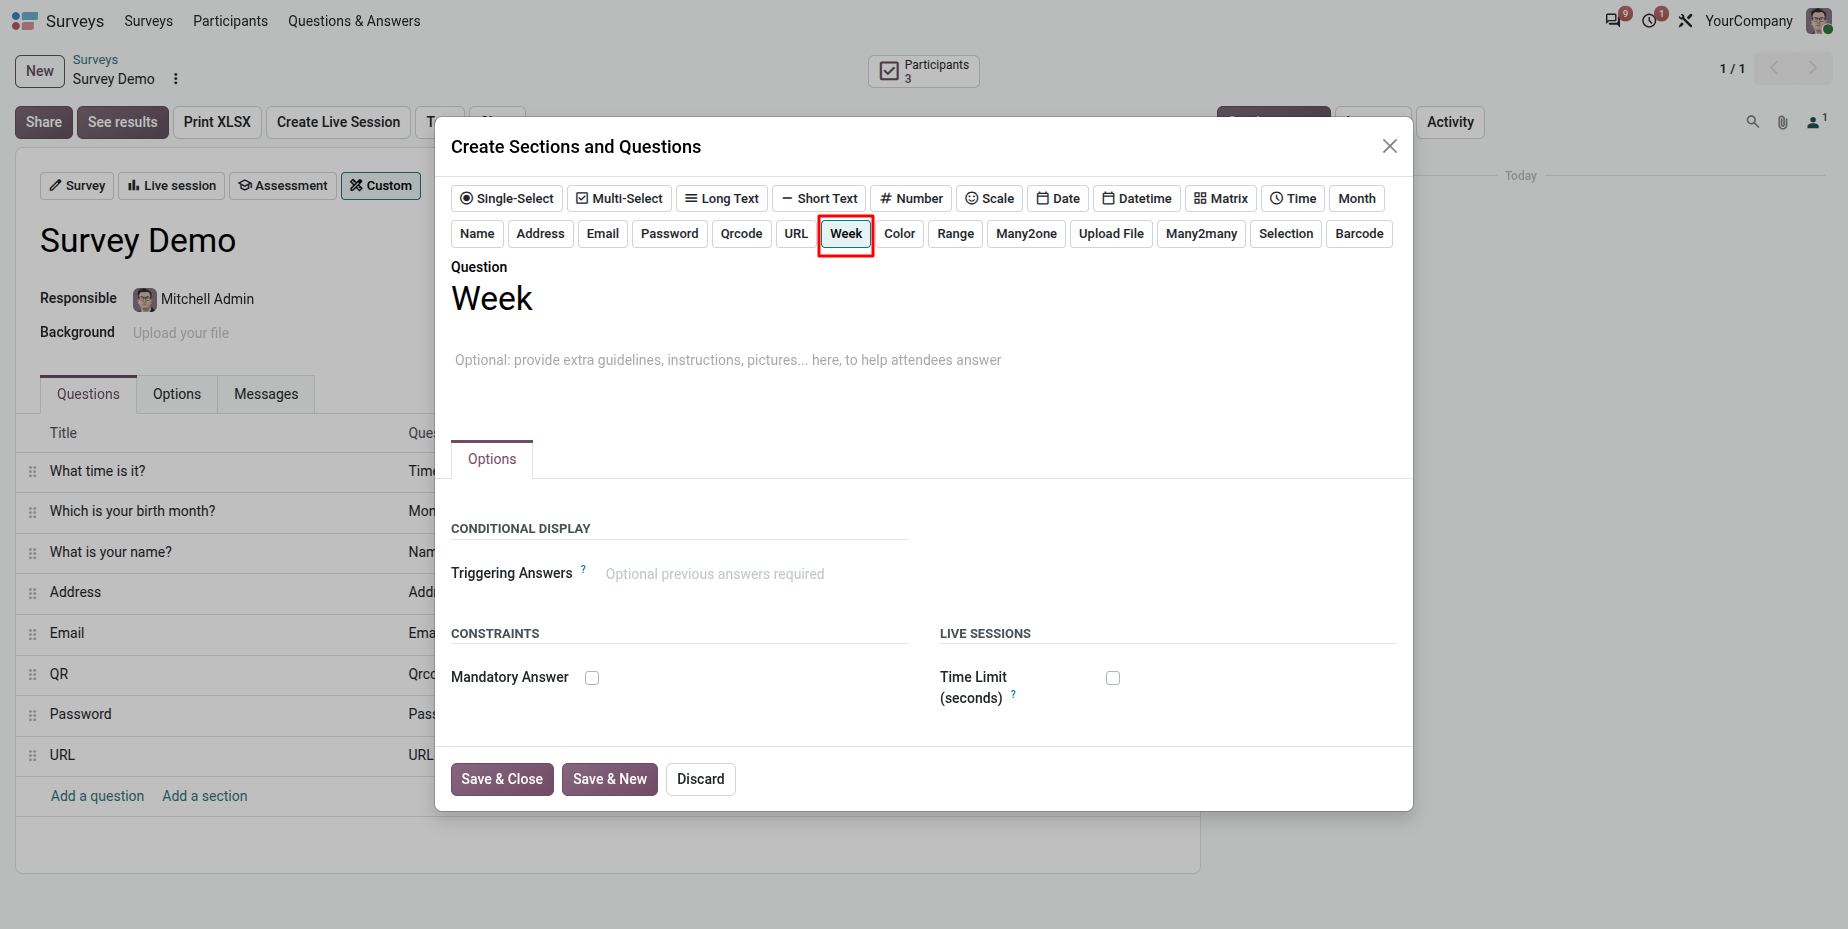 Surveys Surveys Participants Questions & Answers 9 1 YourCompany
New Surveys
Survey Demo
Participants
3
1 / 1
Share See results Print XLSX Create Live Session Activity 1
Survey Live session Assessment Custom
Survey Demo
Responsible Mitchell Admin
Background Upload your file
Questions Options Messages
Title
What time is it?
Which is your birth month?
What is your name?
Address
Email
QR
Password
URL URL
Add a question Add a section
Today
Create Sections and Questions
Single-Select Multi-Select Long Text Short Text # Number Scale Date Datetime Matrix Time Month
Name Address Email Password Qrcode URL Week Color Range Many2one Upload File Many2many Selection Barcode
Question
Week
Optional: provide extra guidelines, instructions, pictures... here, to help attendees answer
Options
CONDITIONAL DISPLAY
Triggering Answers ? Optional previous answers required
CONSTRAINTS LIVE SESSIONS
Mandatory Answer Time Limit
(seconds) ?
Save & Close Save & New Discard